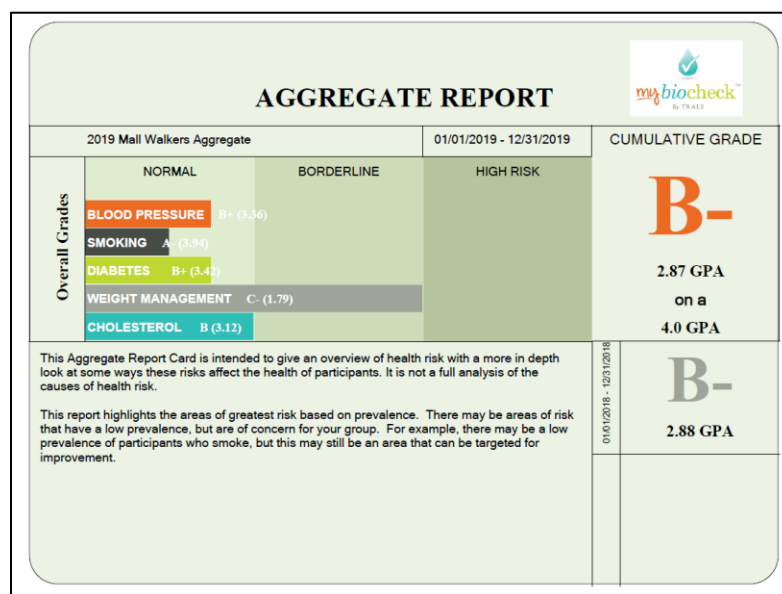 AGGREGATE REPORT
mybiocheck™
By TRALE
2019 Mall Walkers Aggregate
01/01/2019 - 12/31/2019
CUMULATIVE GRADE
Overall Grades
NORMAL
BORDERLINE
HIGH RISK
BLOOD PRESSURE B+ (3.36)
SMOKING A- (3.94)
DIABETES B+ (3.42)
WEIGHT MANAGEMENT C- (1.79)
CHOLESTEROL B (3.12)
B-
2.87 GPA
on a
4.0 GPA
This Aggregate Report Card is intended to give an overview of health risk with a more in depth
look at some ways these risks affect the health of participants. It is not a full analysis of the
causes of health risk.
This report highlights the areas of greatest risk based on prevalence. There may be areas of risk
that have a low prevalence, but are of concern for your group. For example, there may be a low
prevalence of participants who smoke, but this may still be an area that can be targeted for
improvement.
01/01/2018 - 12/31/2018
B-
2.88 GPA